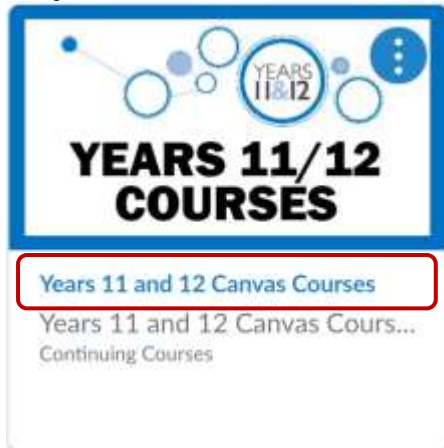 YEARS
11&12
YEARS 11/12
COURSES
Years 11 and 12 Canvas Courses
Years 11 and 12 Canvas Cours...
Continuing Courses